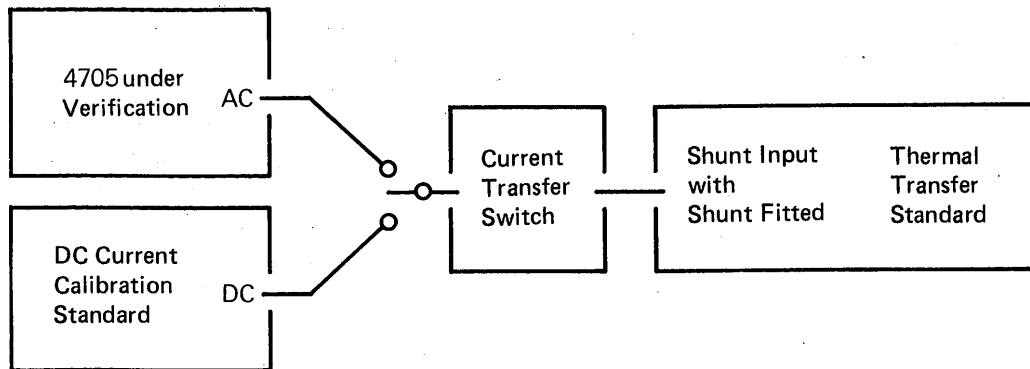 4705 under
Verification
AC
DC Current
Calibration
Standard
DC
Current
Transfer
Switch
Shunt Input
with
Shunt Fitted
Thermal
Transfer
Standard